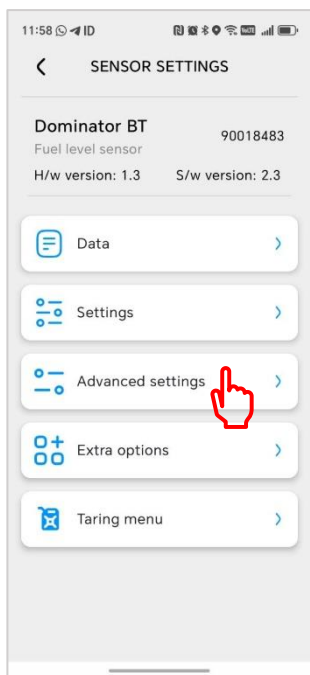 11:58 ID
SENSOR SETTINGS
Dominator BT 90018483
Fuel level sensor
H/w version: 1.3 S/w version: 2.3
Data
Settings
Advanced settings
Extra options
Taring menu